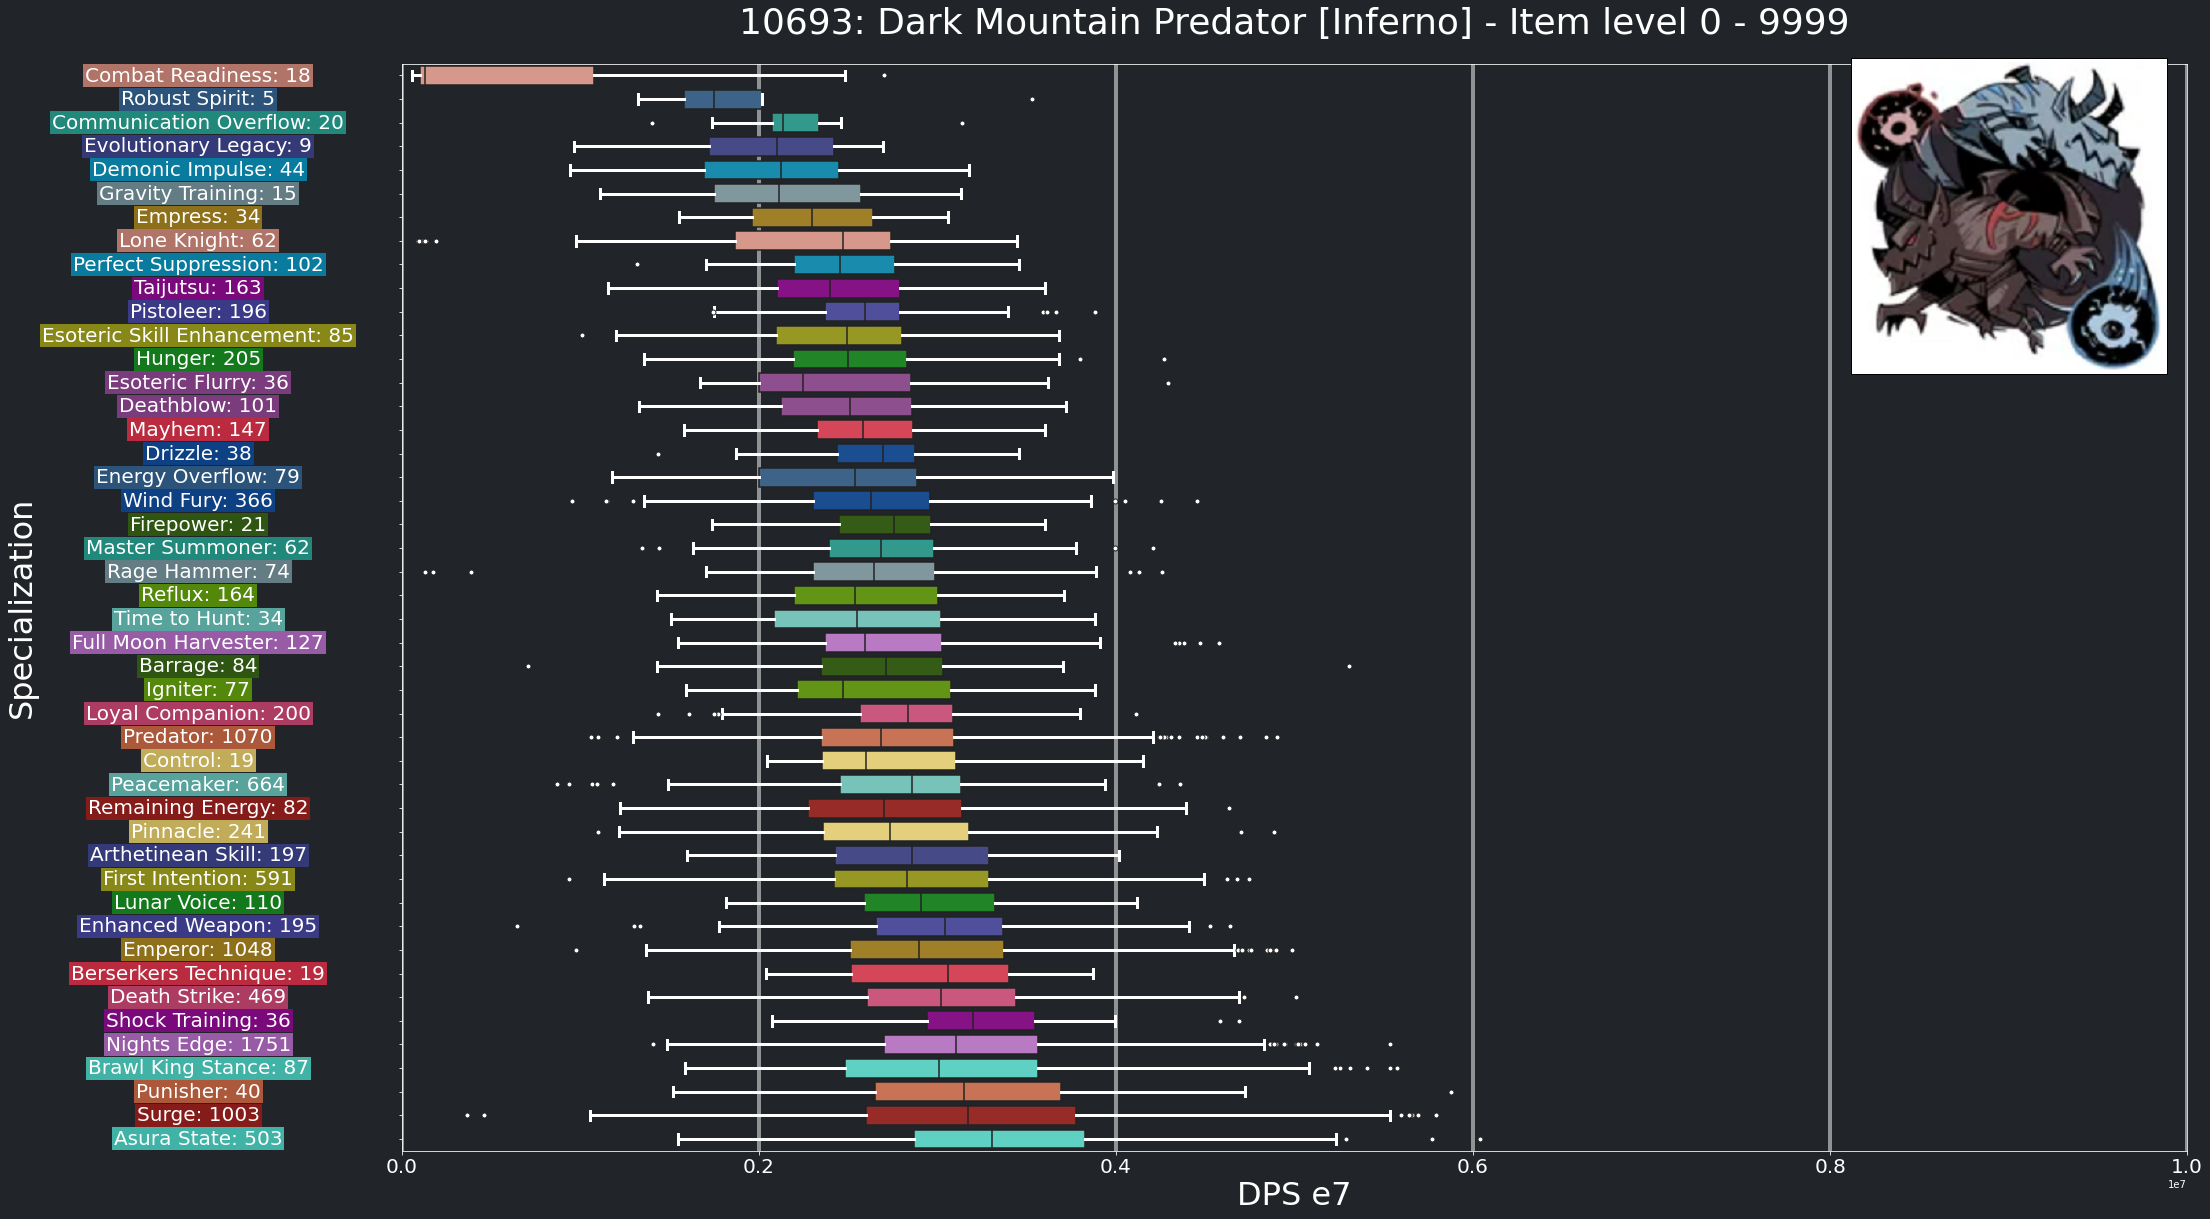 10693: Dark Mountain Predator [Inferno] - Item level 0 - 9999
Specialization
Combat Readiness: 18
Robust Spirit: 5
Communication Overflow: 20
Evolutionary Legacy: 9
Demonic Impulse: 44
Gravity Training: 15
Empress: 34
Lone Knight: 62
Perfect Suppression: 102
Taijutsu: 163
Pistoleer: 196
Esoteric Skill Enhancement: 85
Hunger: 205
Esoteric Flurry: 36
Deathblow: 101
Mayhem: 147
Drizzle: 38
Energy Overflow: 79
Wind Fury: 366
Firepower: 21
Master Summoner: 62
Rage Hammer: 74
Reflux: 164
Time to Hunt: 34
Full Moon Harvester: 127
Barrage: 84
Igniter: 77
Loyal Companion: 200
Predator: 1070
Control: 19
Peacemaker: 664
Remaining Energy: 82
Pinnacle: 241
Arthetinean Skill: 197
First Intention: 591
Lunar Voice: 110
Enhanced Weapon: 195
Emperor: 1048
Berserkers Technique: 19
Death Strike: 469
Shock Training: 36
Nights Edge: 1751
Brawl King Stance: 87
Punisher: 40
Surge: 1003
Asura State: 503
0.0 0.2 0.4 0.6 0.8 1.0
1e7
DPS e7